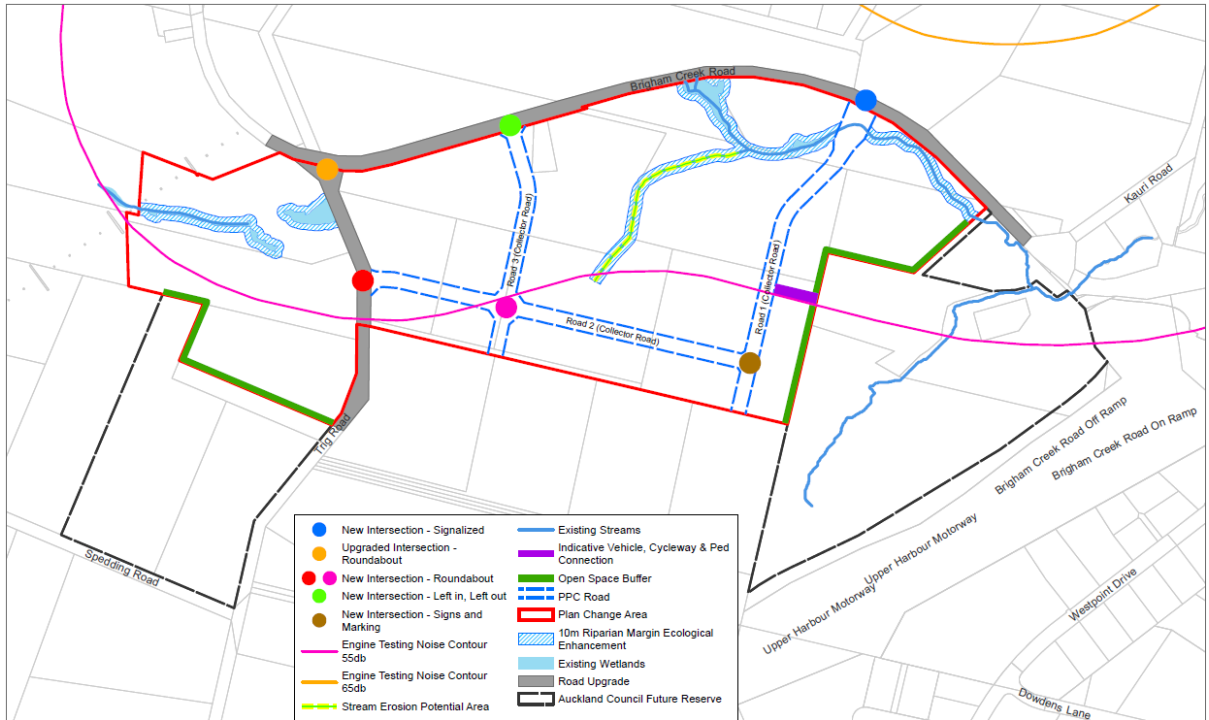 Brigham Creek Road
Kauri Road
Road 3 (Collector Road)
Road 1 (Collector Road)
Road 2 (Collector Road)
Trig Road
Spedding Road
Brigham Creek Road Off Ramp
Brigham Creek Road On Ramp
Upper Harbour Motorway
Upper Harbour Motorway
Westpoint Drive
Dowdens Lane
New Intersection - Signalized
Upgraded Intersection -
Roundabout
New Intersection - Roundabout
New Intersection - Left in, Left out
New Intersection - Signs and
Marking
Engine Testing Noise Contour
55db
Engine Testing Noise Contour
65db
Stream Erosion Potential Area
Existing Streams
Indicative Vehicle, Cycleway & Ped
Connection
Open Space Buffer
PPC Road
Plan Change Area
10m Riparian Margin Ecological
Enhancement
Existing Wetlands
Road Upgrade
Auckland Council Future Reserve